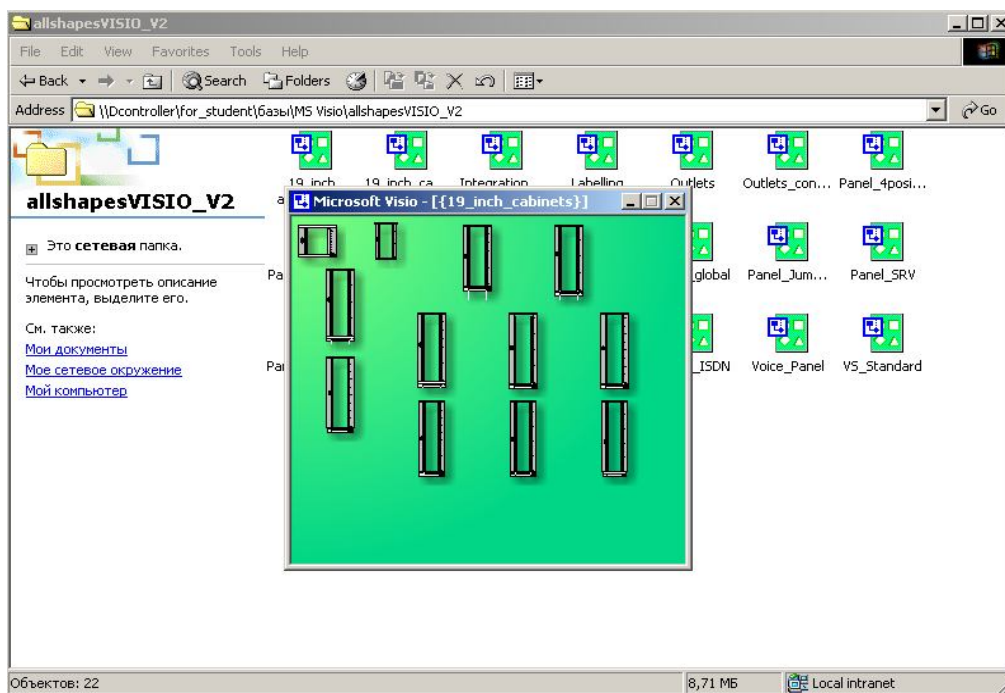 allshapesVISIO_V2
File Edit View Favorites Tools Help
Back Search Folders
Address \\Dcontroller\for_student\базы\MS Visio\allshapesVISIO_V2 Go
allshapesVISIO_V2
Это сетевая папка.
Чтобы просмотреть описание
элемента, выделите его.
См. также:
Мои документы
Мое сетевое окружение
Мой компьютер
19_inch 19_inch_ca Integration Labelling Outlets Outlets_con... Panel_4posi...
Microsoft Visio - [{19_inch_cabinets}]
Pa _global Panel_Jum... Panel_SRV
Pa _ISDN Voice_Panel VS_Standard
Объектов: 22 8,71 МБ Local intranet